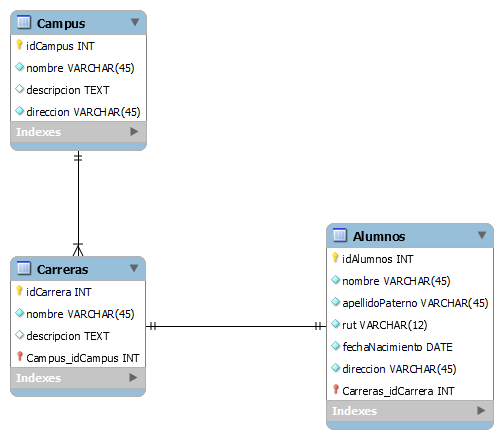 Campus
idCampus INT
nombre VARCHAR(45)
descripcion TEXT
direccion VARCHAR(45)
Indexes
Carreras
idCarrera INT
nombre VARCHAR(45)
descripcion TEXT
Campus_idCampus INT
Indexes
Alumnos
idAlumnos INT
nombre VARCHAR(45)
apellidoPaterno VARCHAR(45)
rut VARCHAR(12)
fechaNacimiento DATE
direccion VARCHAR(45)
Carreras_idCarrera INT
Indexes